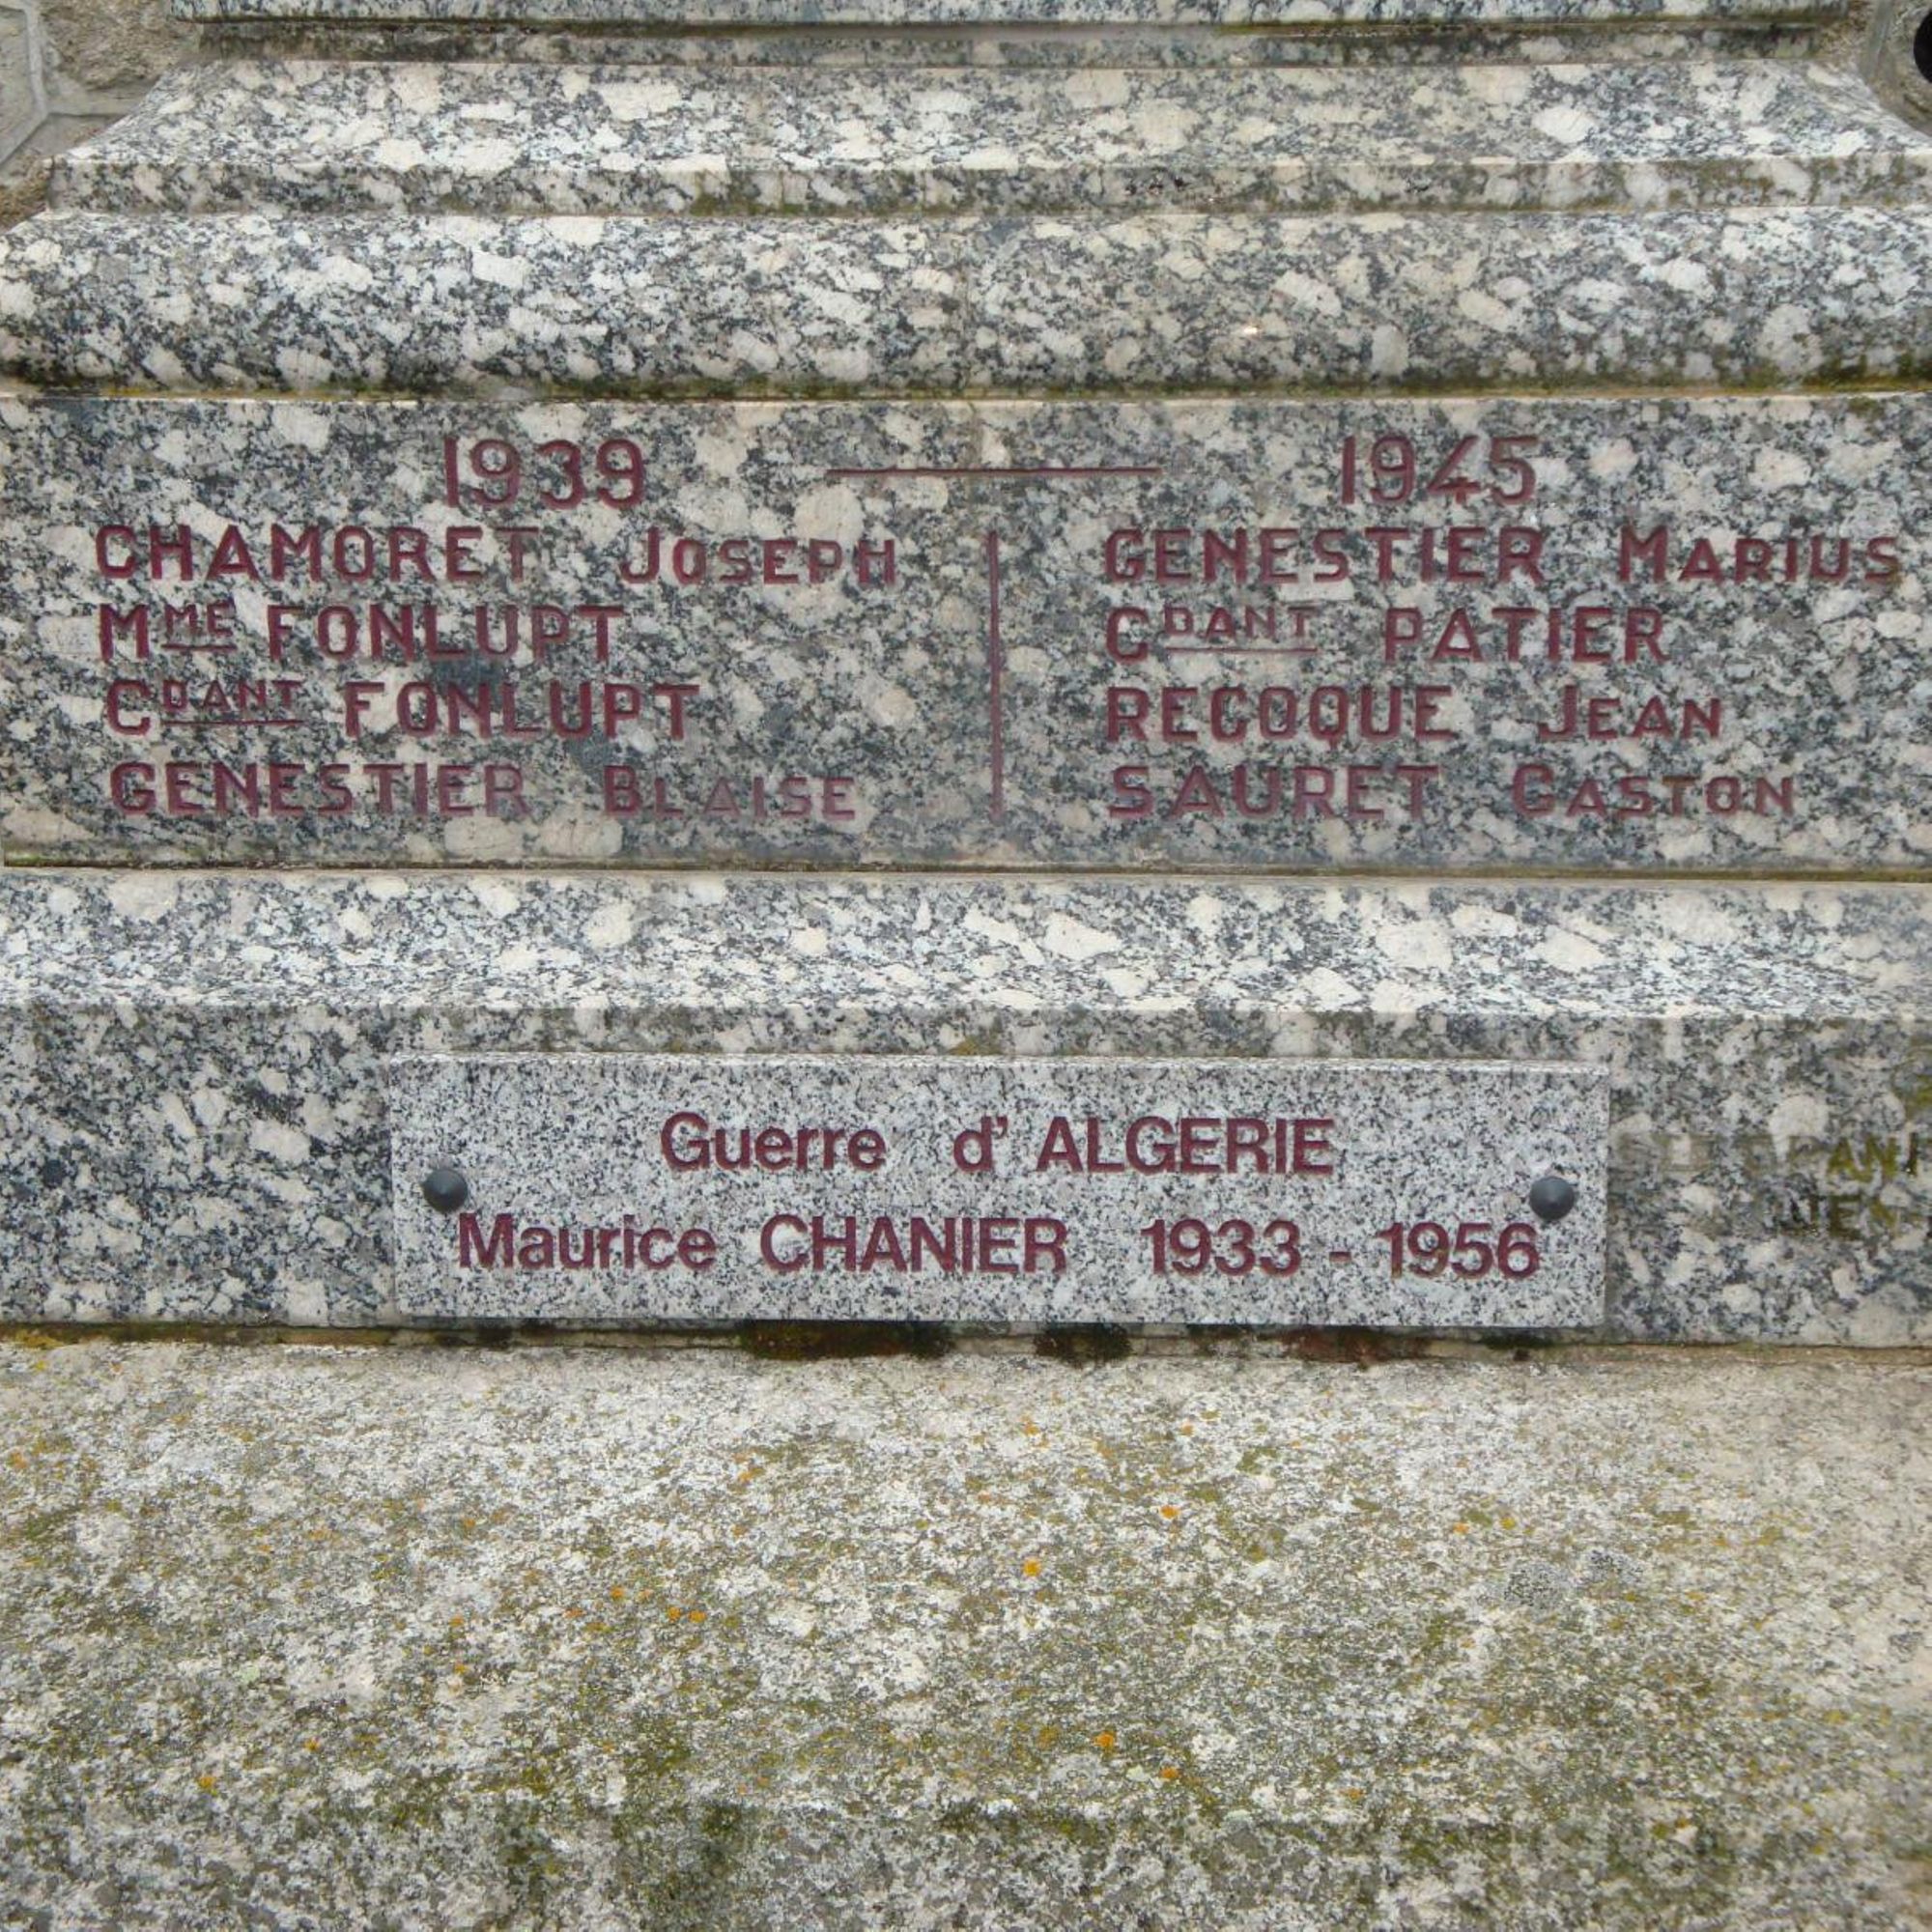 1939 — 1945
CHAMORET JOSEPH
MME FONLUPT
CDANT FONLUPT
GENESTIER BLAISE
GENESTIER MARIUS
CDANT PATIER
RECOQUE JEAN
SAURET GASTON
Guerre d' ALGERIE
Maurice CHANIER 1933 - 1956